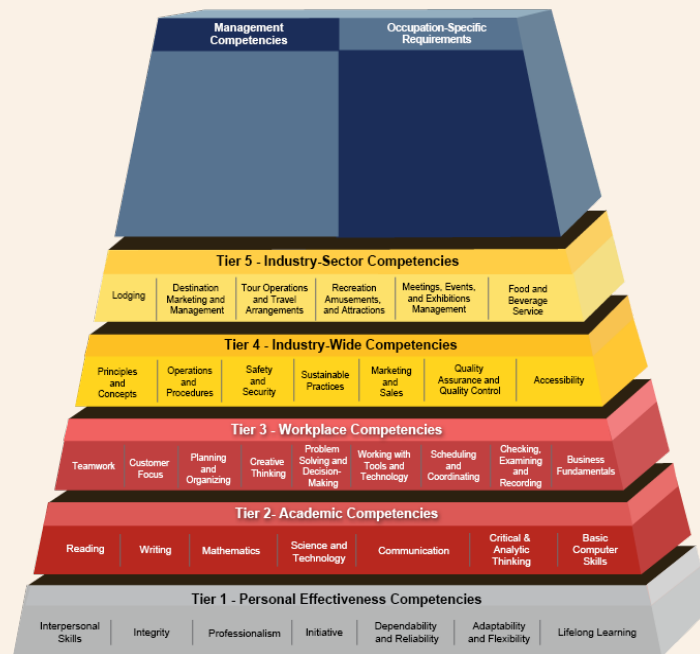 Management
Competencies
Occupation-Specific
Requirements
Tier 5 - Industry-Sector Competencies
Lodging
Destination
Marketing and
Management
Tour Operations
and Travel
Arrangements
Recreation
Amusements,
and Attractions
Meetings, Events,
and Exhibitions
Management
Food and
Beverage
Service
Tier 4 - Industry-Wide Competencies
Principles
and
Concepts
Operations
and
Procedures
Safety
and
Security
Sustainable
Practices
Marketing
and
Sales
Quality
Assurance and
Quality Control
Accessibility
Tier 3 - Workplace Competencies
Teamwork
Customer
Focus
Planning
and
Organizing
Creative
Thinking
Problem
Solving and
Decision-
Making
Working with
Tools and
Technology
Scheduling
and
Coordinating
Checking,
Examining
and
Recording
Business
Fundamentals
Tier 2- Academic Competencies
Reading
Writing
Mathematics
Science and
Technology
Communication
Critical &
Analytic
Thinking
Basic
Computer
Skills
Tier 1 - Personal Effectiveness Competencies
Interpersonal
Skills
Integrity
Professionalism
Initiative
Dependability
and Reliability
Adaptability
and Flexibility
Lifelong Learning